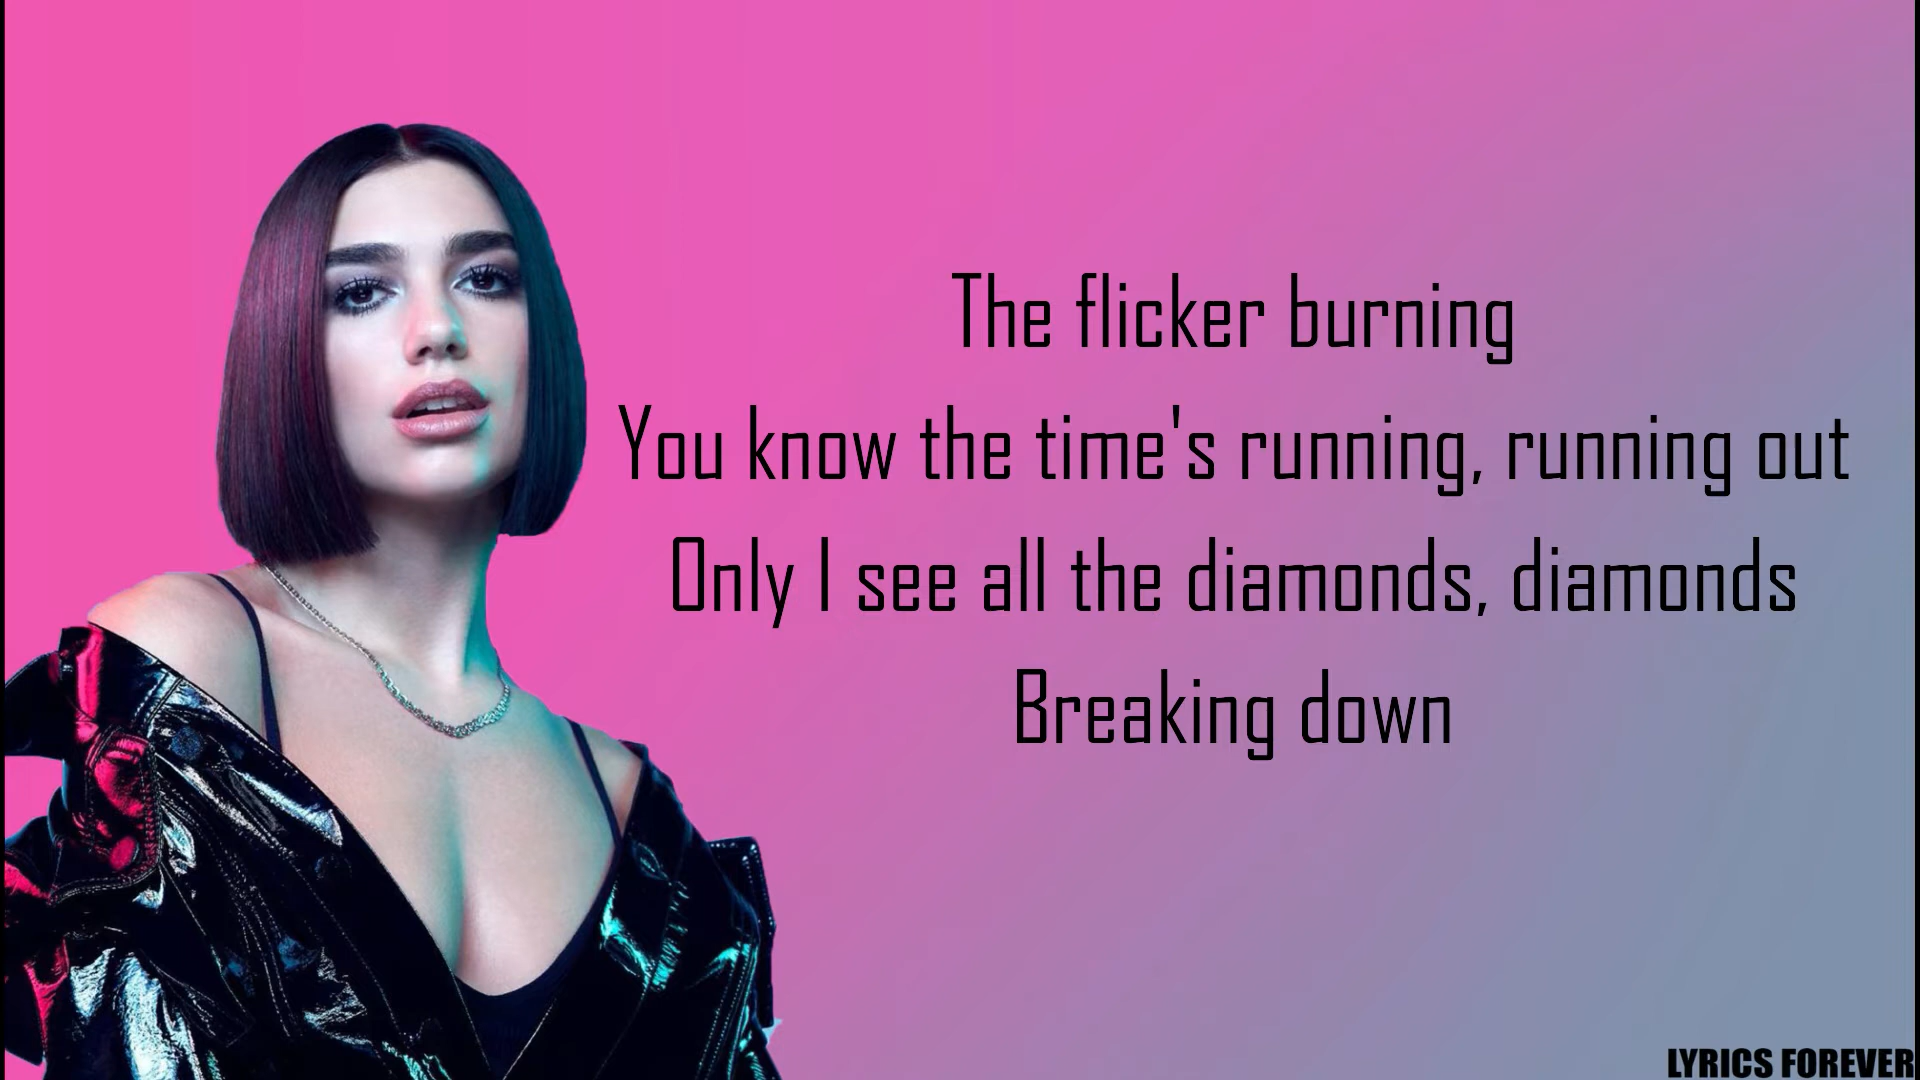 The flicker burning
You know the time's running, running out
Only I see all the diamonds, diamonds
Breaking down
LYRICS FOREVER